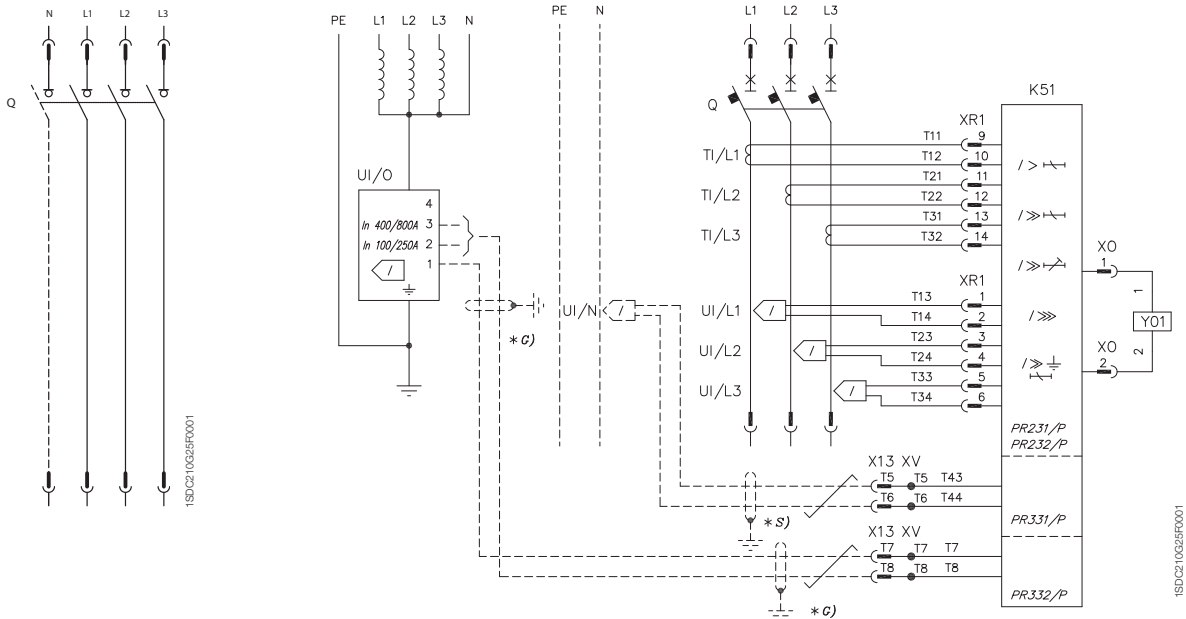 N L1 L2 L3
Q
1SDC210G25F0001
PE L1 L2 L3 N
UI/O
4
In 400/800A 3
In 100/250A 2
1
/
*G)
PE N
UI/N /
L1 L2 L3
Q
TI/L1
TI/L2
TI/L3
XR1
T11 9
T12 10
T21 11
T22 12
T31 13
T32 14
UI/L1 /
UI/L2 /
UI/L3 /
XR1
T13 1
T14 2
T23 3
T24 4
T33 5
T34 6
K51
/>
/>>
/>>
/>>>
/>>
PR231/P
PR232/P
X0
1
1
Y01
2
X0
2
X13 XV
T5 T5 T43
T6 T6 T44
*S)
PR331/P
X13 XV
T7 T7 T7
T8 T8 T8
*G)
PR332/P
1SDC210G25F0001